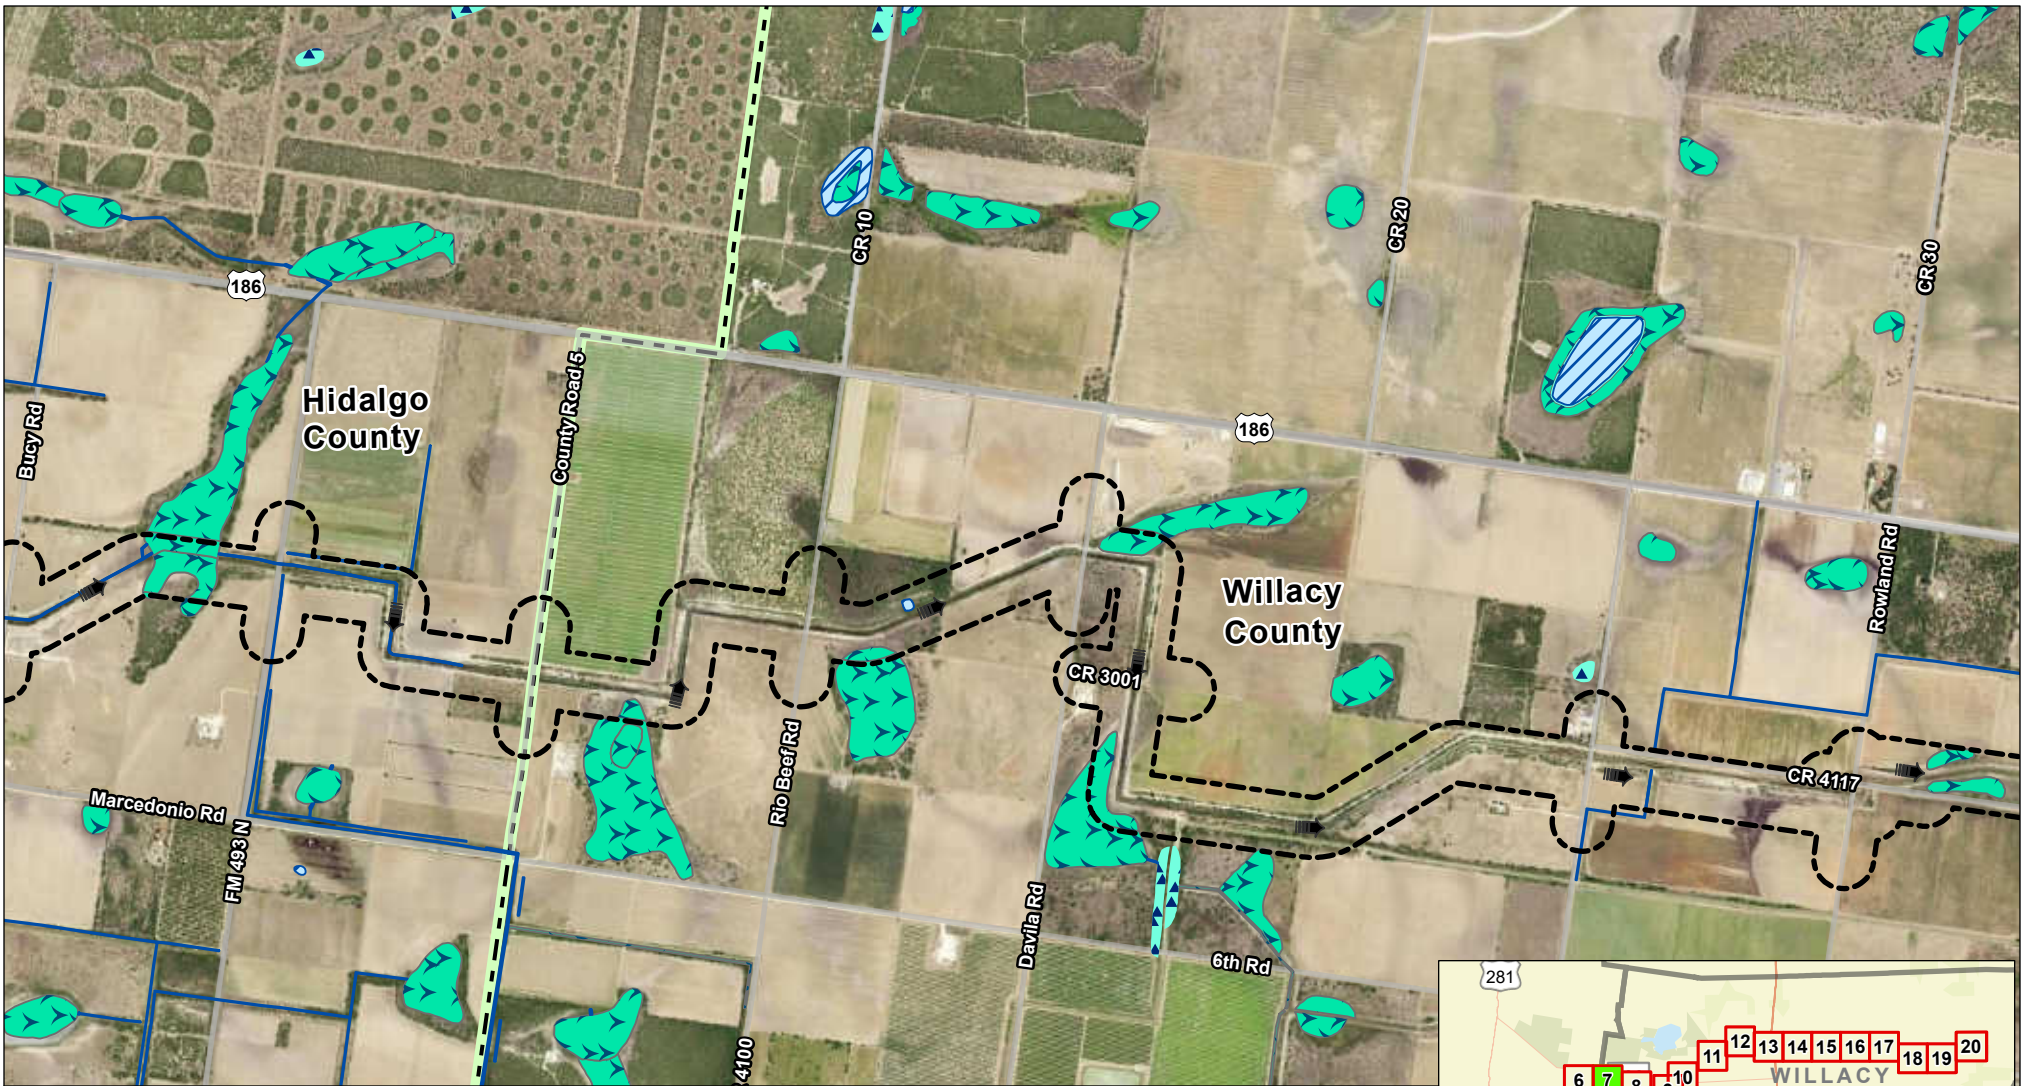 CR 10
CR 20
CR 30
186
County Road 5
Hidalgo
County
Bucy Rd
186
Rowland Rd
Willacy
County
CR 3001
Rio Beef Rd
CR 4117
Marcedonio Rd
FM 493 N
Davila Rd
6th Rd
4100
281
12
13
14
15
16
17
18
19
20
11
10
6
7
8
WILLACY